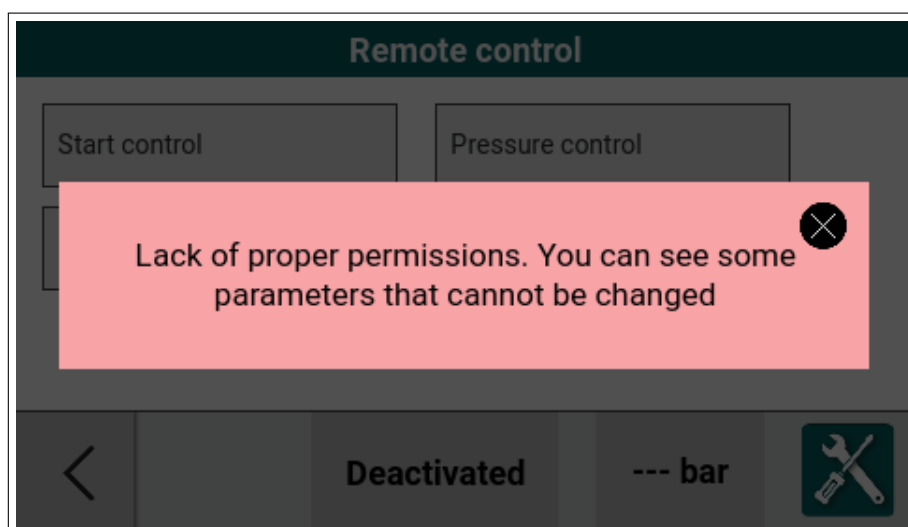 Remote control
Start control
Pressure control
Lack of proper permissions. You can see some
parameters that cannot be changed
Deactivated
--- bar